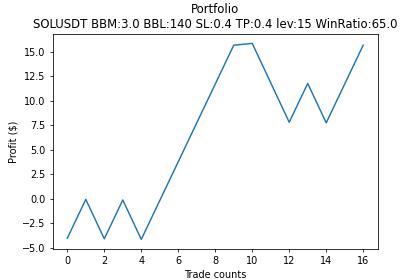 Portfolio
SOLUSDT BBM:3.0 BBL:140 SL:0.4 TP:0.4 lev:15 WinRatio:65.0
15.0
12.5
10.0
7.5
5.0
2.5
0.0
−2.5
−5.0
Profit ($)
0 2 4 6 8 10 12 14 16
Trade counts